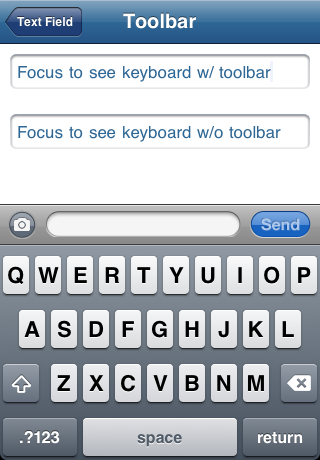 Text Field Toolbar
Focus to see keyboard w/ toolbar
Focus to see keyboard w/o toolbar
Send
Q W E R T Y U I O P
A S D F G H J K L
Z X C V B N M
.?123 space return